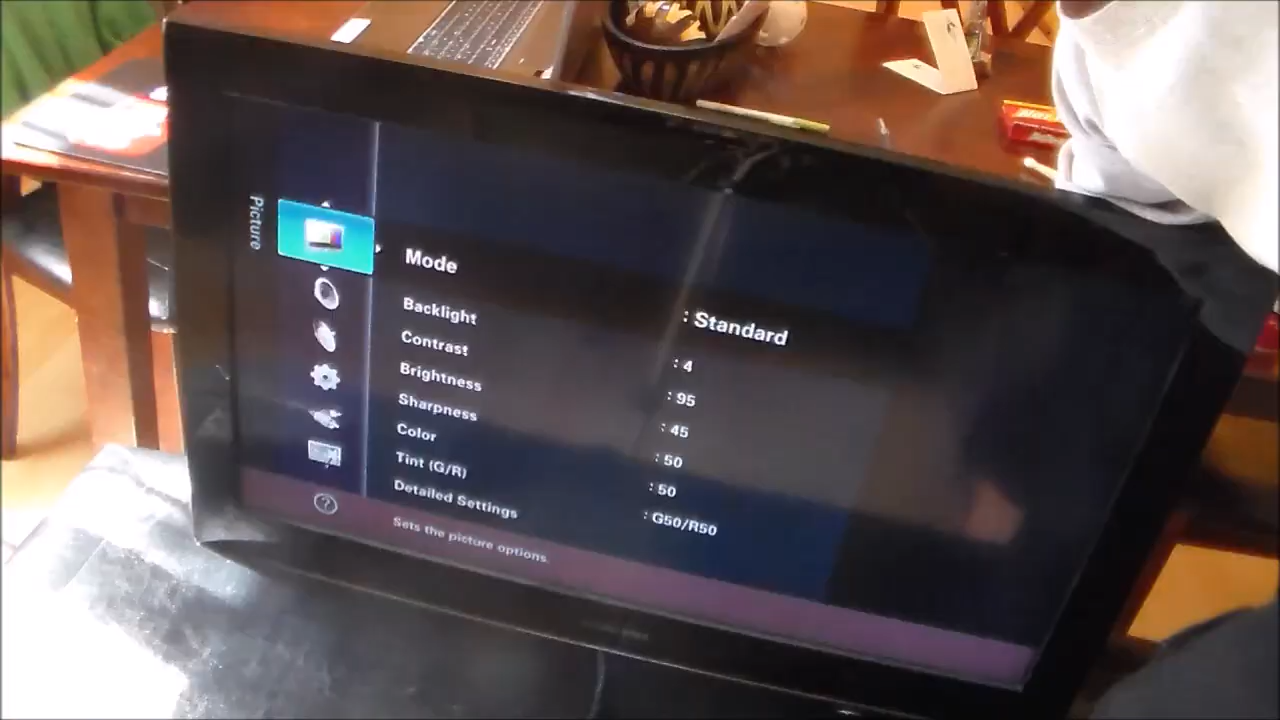 Picture
Mode : Standard
Backlight : 4
Contrast : 95
Brightness : 45
Sharpness : 50
Color : 50
Tint (G/R) : G50/R50
Detailed Settings
Sets the picture options.